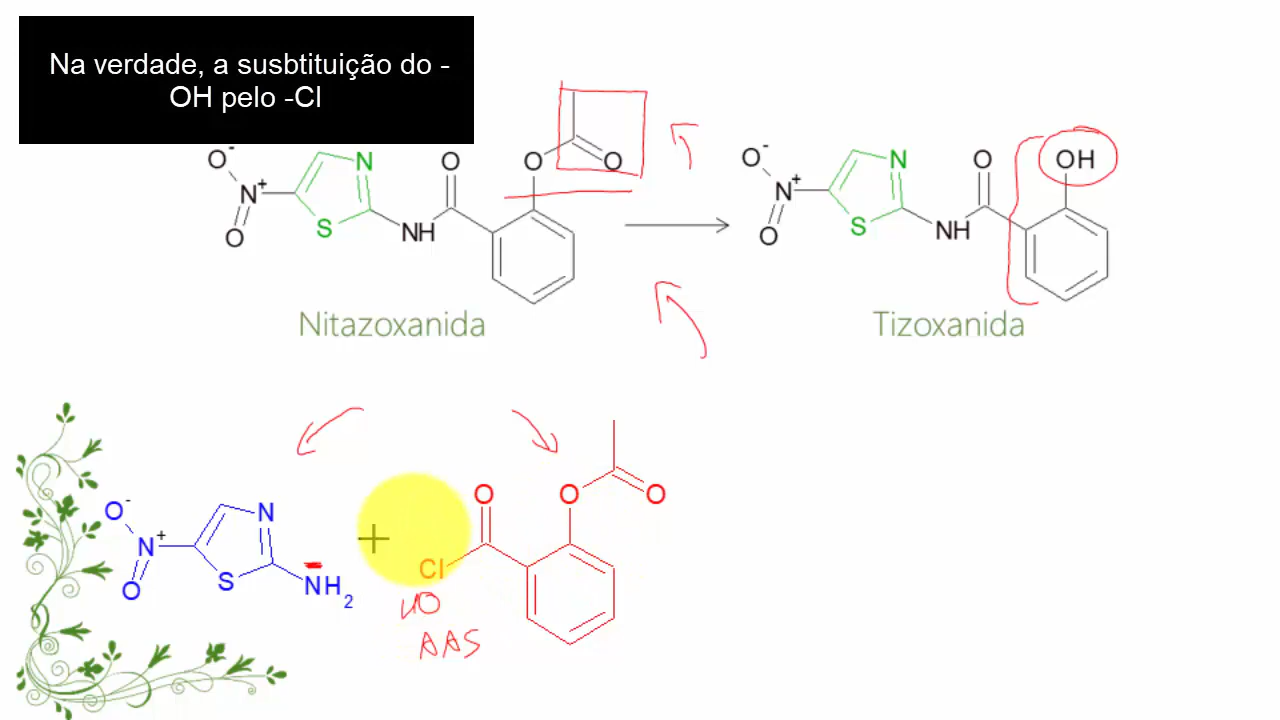 Na verdade, a susbtituição do -
OH pelo -Cl
O-
N+
O
N
S
NH
O
O
O
O-
N+
O
N
S
NH
O
OH
Nitazoxanida
Tizoxanida
O-
N+
O
N
S
NH2
+
Cl
O
O
O
HO
AAS